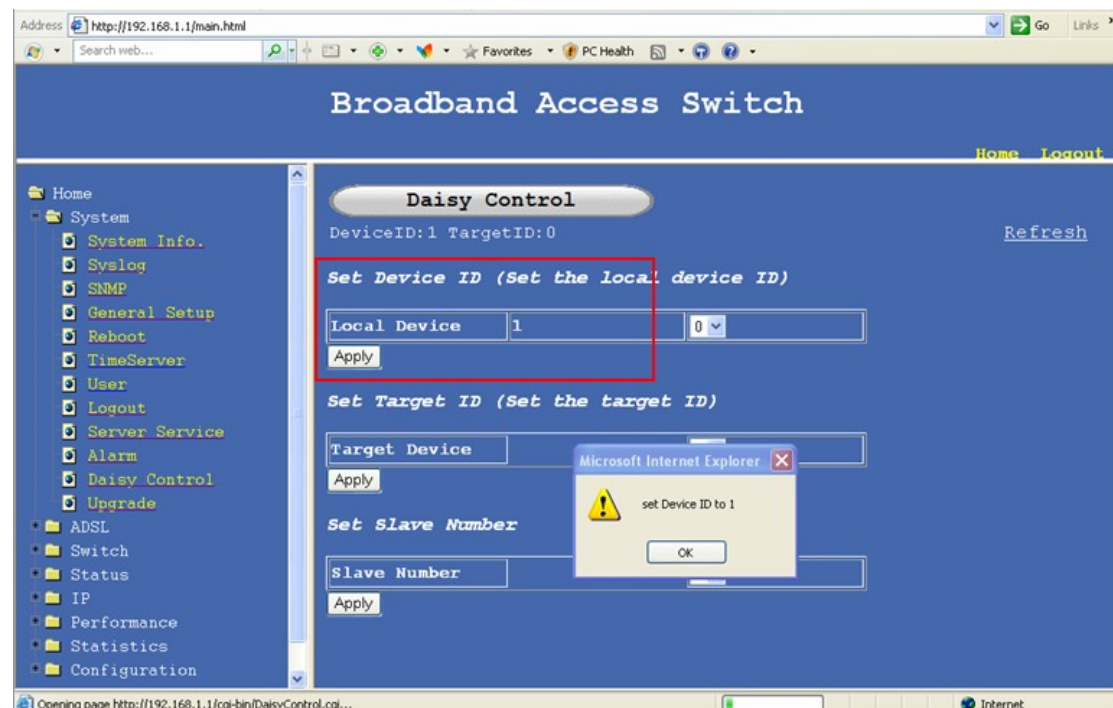 Address http://192.168.1.1/main.html Go Links »
Search web... Favorites PC Health
Broadband Access Switch
Home Logout
Home
System
System Info.
Syslog
SNMP
General Setup
Reboot
TimeServer
User
Logout
Server Service
Alarm
Daisy Control
Upgrade
ADSL
Switch
Status
IP
Performance
Statistics
Configuration
Daisy Control
DeviceID:1 TargetID:0
Refresh
Set Device ID (Set the local device ID)
Local Device 1 0
Apply
Set Target ID (Set the target ID)
Target Device
Apply
Microsoft Internet Explorer
set Device ID to 1
OK
Set Slave Number
Slave Number
Apply
Opening page http://192.168.1.1/cgi-bin/DaisyControl.cgi... Internet